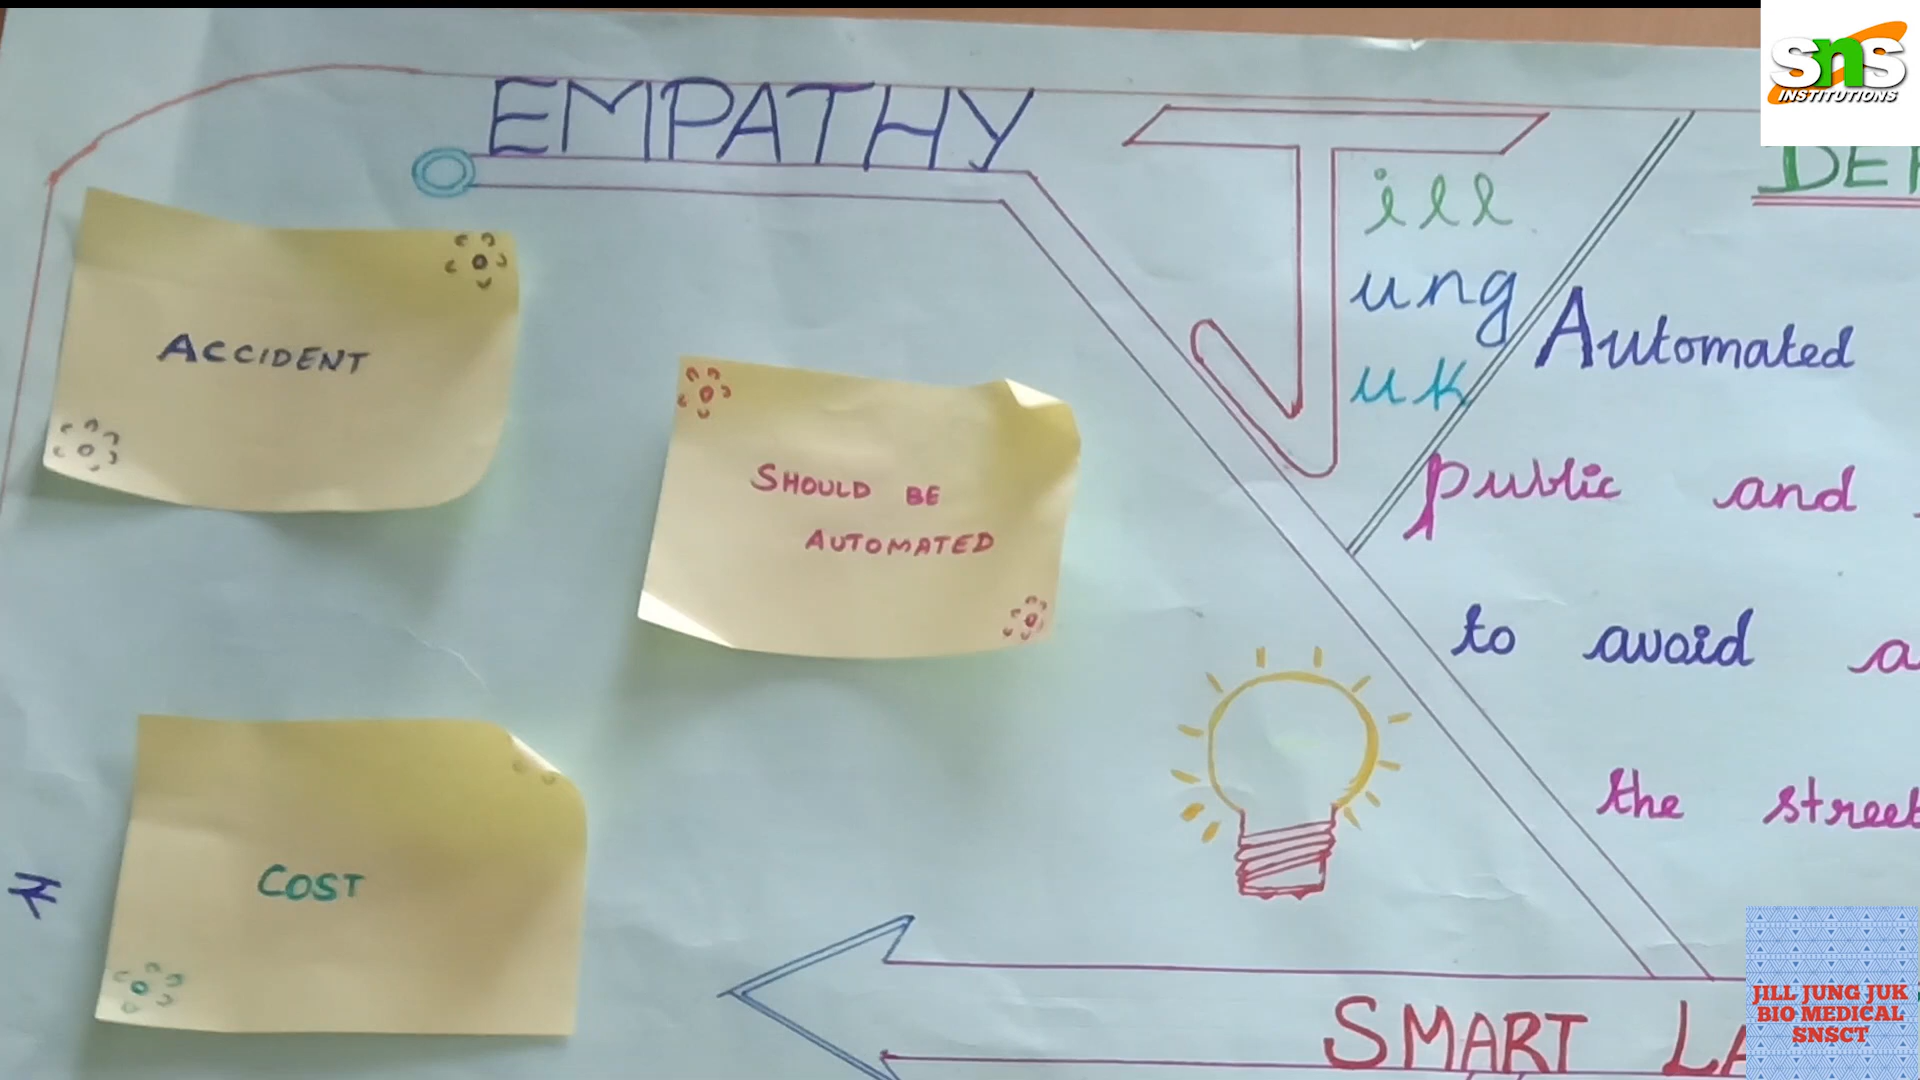 SNS
INSTITUTIONS
EMPATHY
J
ill
ung
uk
ACCIDENT
SHOULD BE
AUTOMATED
COST
₹
Automated
public and
to avoid
the street
SMART
JILL JUNG JUK
BIO MEDICAL
SNSCT